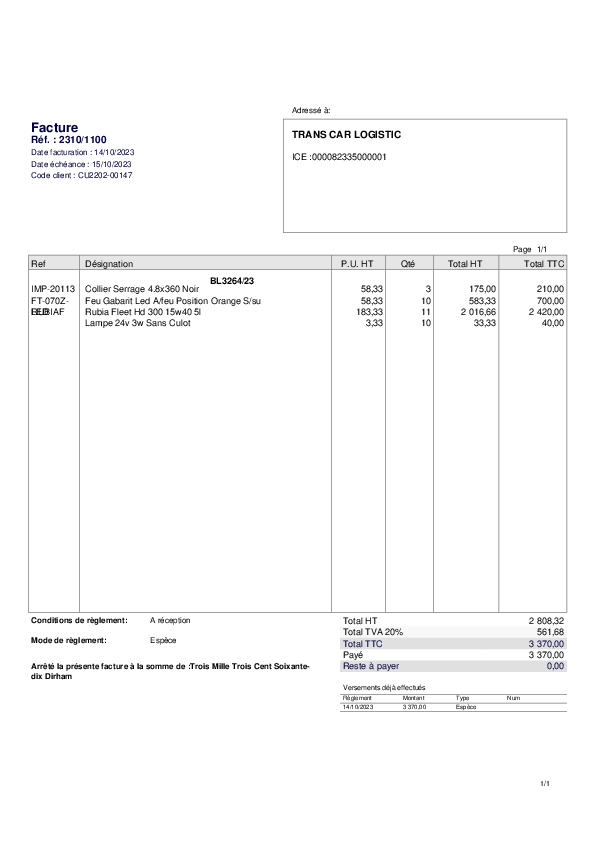 Adressé à:
Facture
Réf. : 2310/1100
Date facturation : 14/10/2023
Date échéance : 15/10/2023
Code client : CU2202-00147
TRANS CAR LOGISTIC
ICE :000082335000001
Page 1/1
Ref Désignation P.U. HT Qté Total HT Total TTC
BL3264/23
IMP-20113 Collier Serrage 4.8x360 Noir 58,33 3 175,00 210,00
FT-070Z- Feu Gabarit Led A/feu Position Orange S/su 58,33 10 583,33 700,00
Rubia Fleet Hd 300 15w40 5l 183,33 11 2 016,66 2 420,00
Lampe 24v 3w Sans Culot 3,33 10 33,33 40,00
Conditions de règlement: A réception
Mode de règlement: Espèce
Arrêté la présente facture à la somme de :Trois Mille Trois Cent Soixante-
dix Dirham
Total HT 2 808,32
Total TVA 20% 561,68
Total TTC 3 370,00
Payé 3 370,00
Reste à payer 0,00
Versements déjà effectués
Règlement Montant Type Num
14/10/2023 3 370,00 Espèce
1/1